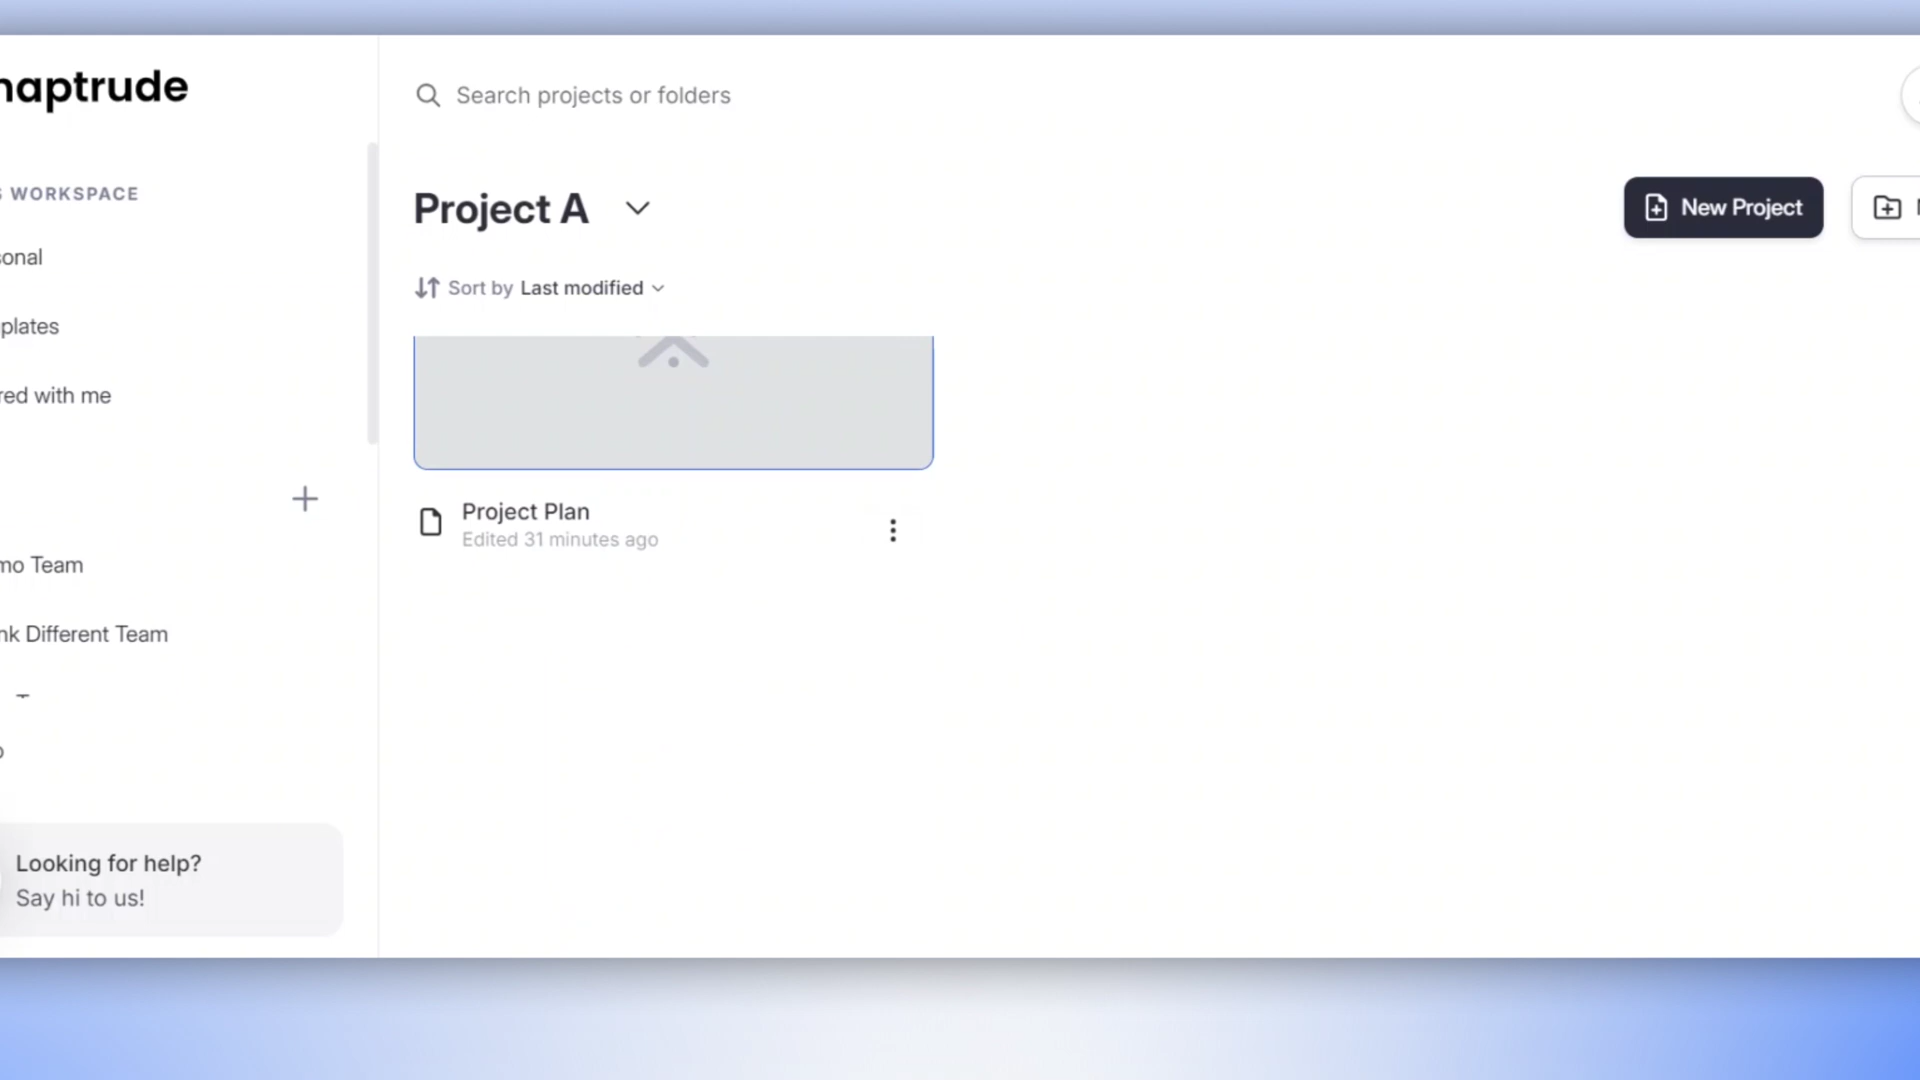 naptrude
WORKSPACE
onal
plates
red with me
mo Team
nk Different Team
Looking for help?
Say hi to us!
Search projects or folders
Project A
New Project
Sort by Last modified
Project Plan
Edited 31 minutes ago